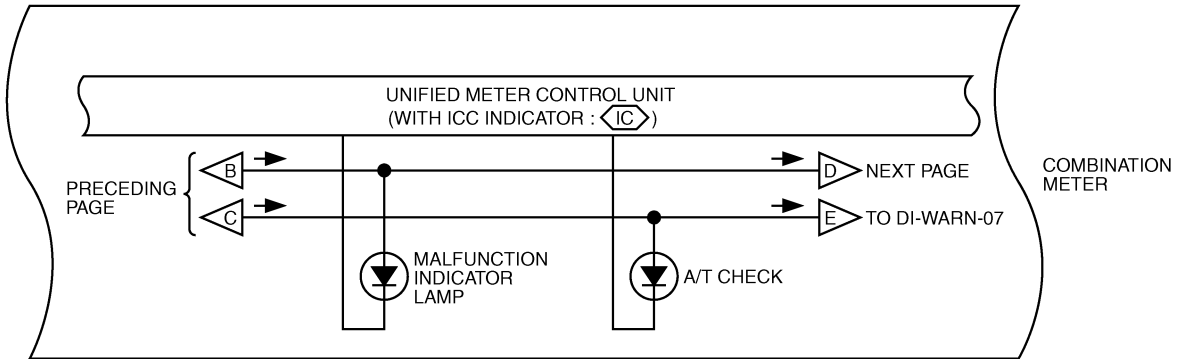 UNIFIED METER CONTROL UNIT
(WITH ICC INDICATOR : IC )
PRECEDING
PAGE
B
D
NEXT PAGE
C
E
TO DI-WARN-07
COMBINATION
METER
MALFUNCTION
INDICATOR
LAMP
A/T CHECK